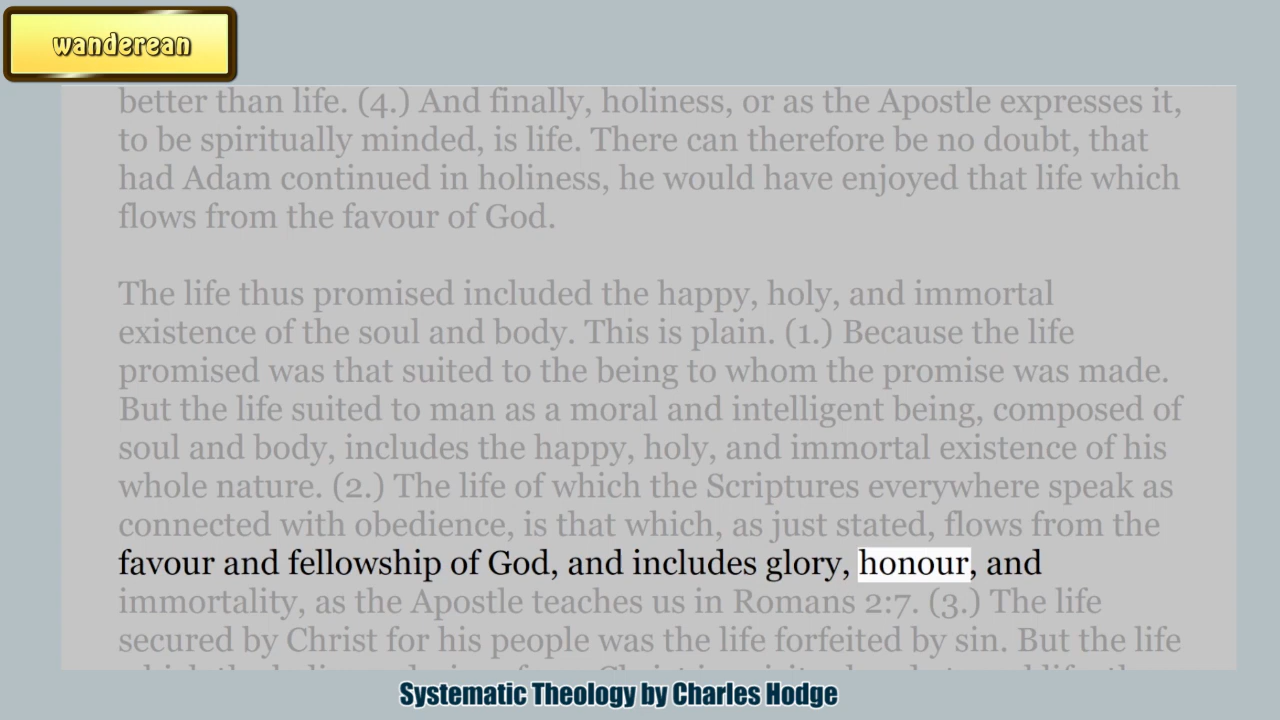 wanderean
better than life. (4.) And finally, holiness, or as the Apostle expresses it,
to be spiritually minded, is life. There can therefore be no doubt, that
had Adam continued in holiness, he would have enjoyed that life which
flows from the favour of God.
The life thus promised included the happy, holy, and immortal
existence of the soul and body. This is plain. (1.) Because the life
promised was that suited to the being to whom the promise was made.
But the life suited to man as a moral and intelligent being, composed of
soul and body, includes the happy, holy, and immortal existence of his
whole nature. (2.) The life of which the Scriptures everywhere speak as
connected with obedience, is that which, as just stated, flows from the
favour and fellowship of God, and includes glory, honour, and
immortality, as the Apostle teaches us in Romans 2:7. (3.) The life
secured by Christ for his people was the life forfeited by sin. But the life
Systematic Theology by Charles Hodge